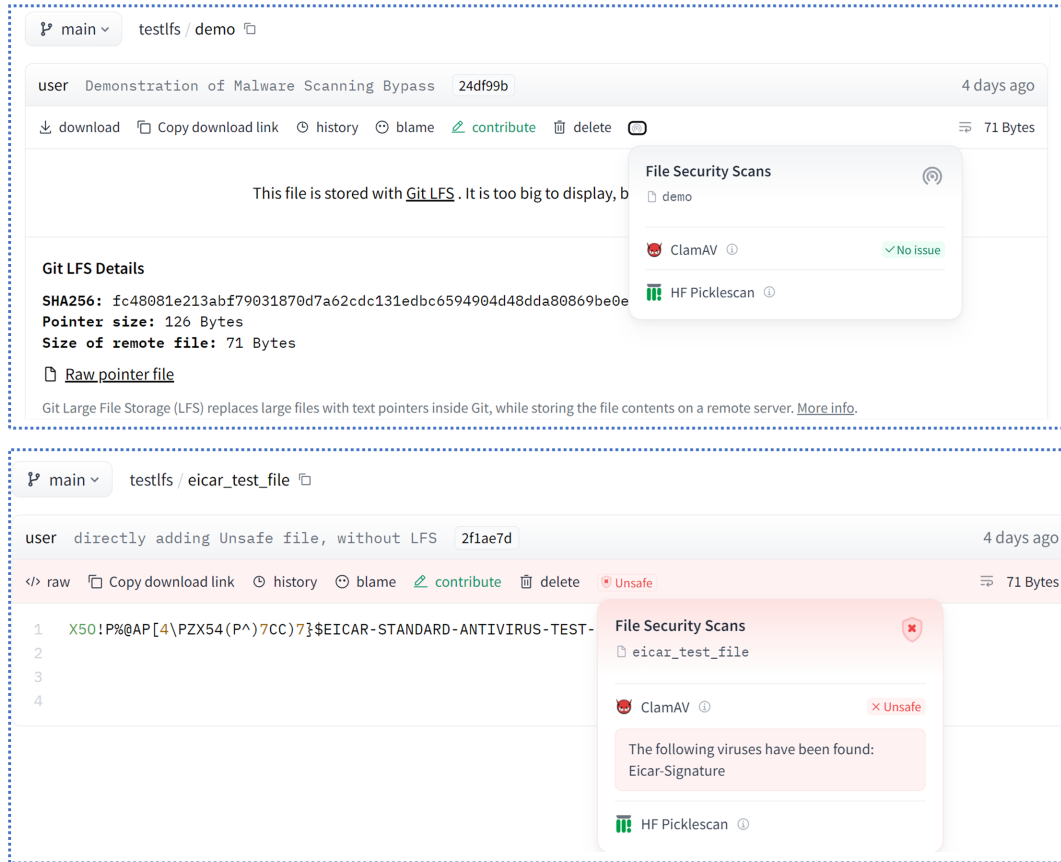 main testlfs / demo
user Demonstration of Malware Scanning Bypass 24df99b 4 days ago
download Copy download link history blame contribute delete 71 Bytes
This file is stored with Git LFS . It is too big to display, b
File Security Scans
demo
ClamAV No issue
HF Picklescan
Git LFS Details
SHA256: fc48081e213abf79031870d7a62cdc131edbc6594904d48dda80869be0e
Pointer size: 126 Bytes
Size of remote file: 71 Bytes
Raw pointer file
Git Large File Storage (LFS) replaces large files with text pointers inside Git, while storing the file contents on a remote server. More info.
main testlfs / eicar_test_file
user directly adding Unsafe file, without LFS 2f1ae7d 4 days ago
</> raw Copy download link history blame contribute delete Unsafe 71 Bytes
1 X5O!P%@AP[4\PZX54(P^)7CC)7}$EICAR-STANDARD-ANTIVIRUS-TEST-
2
3
4
File Security Scans
eicar_test_file
ClamAV Unsafe
The following viruses have been found:
Eicar-Signature
HF Picklescan